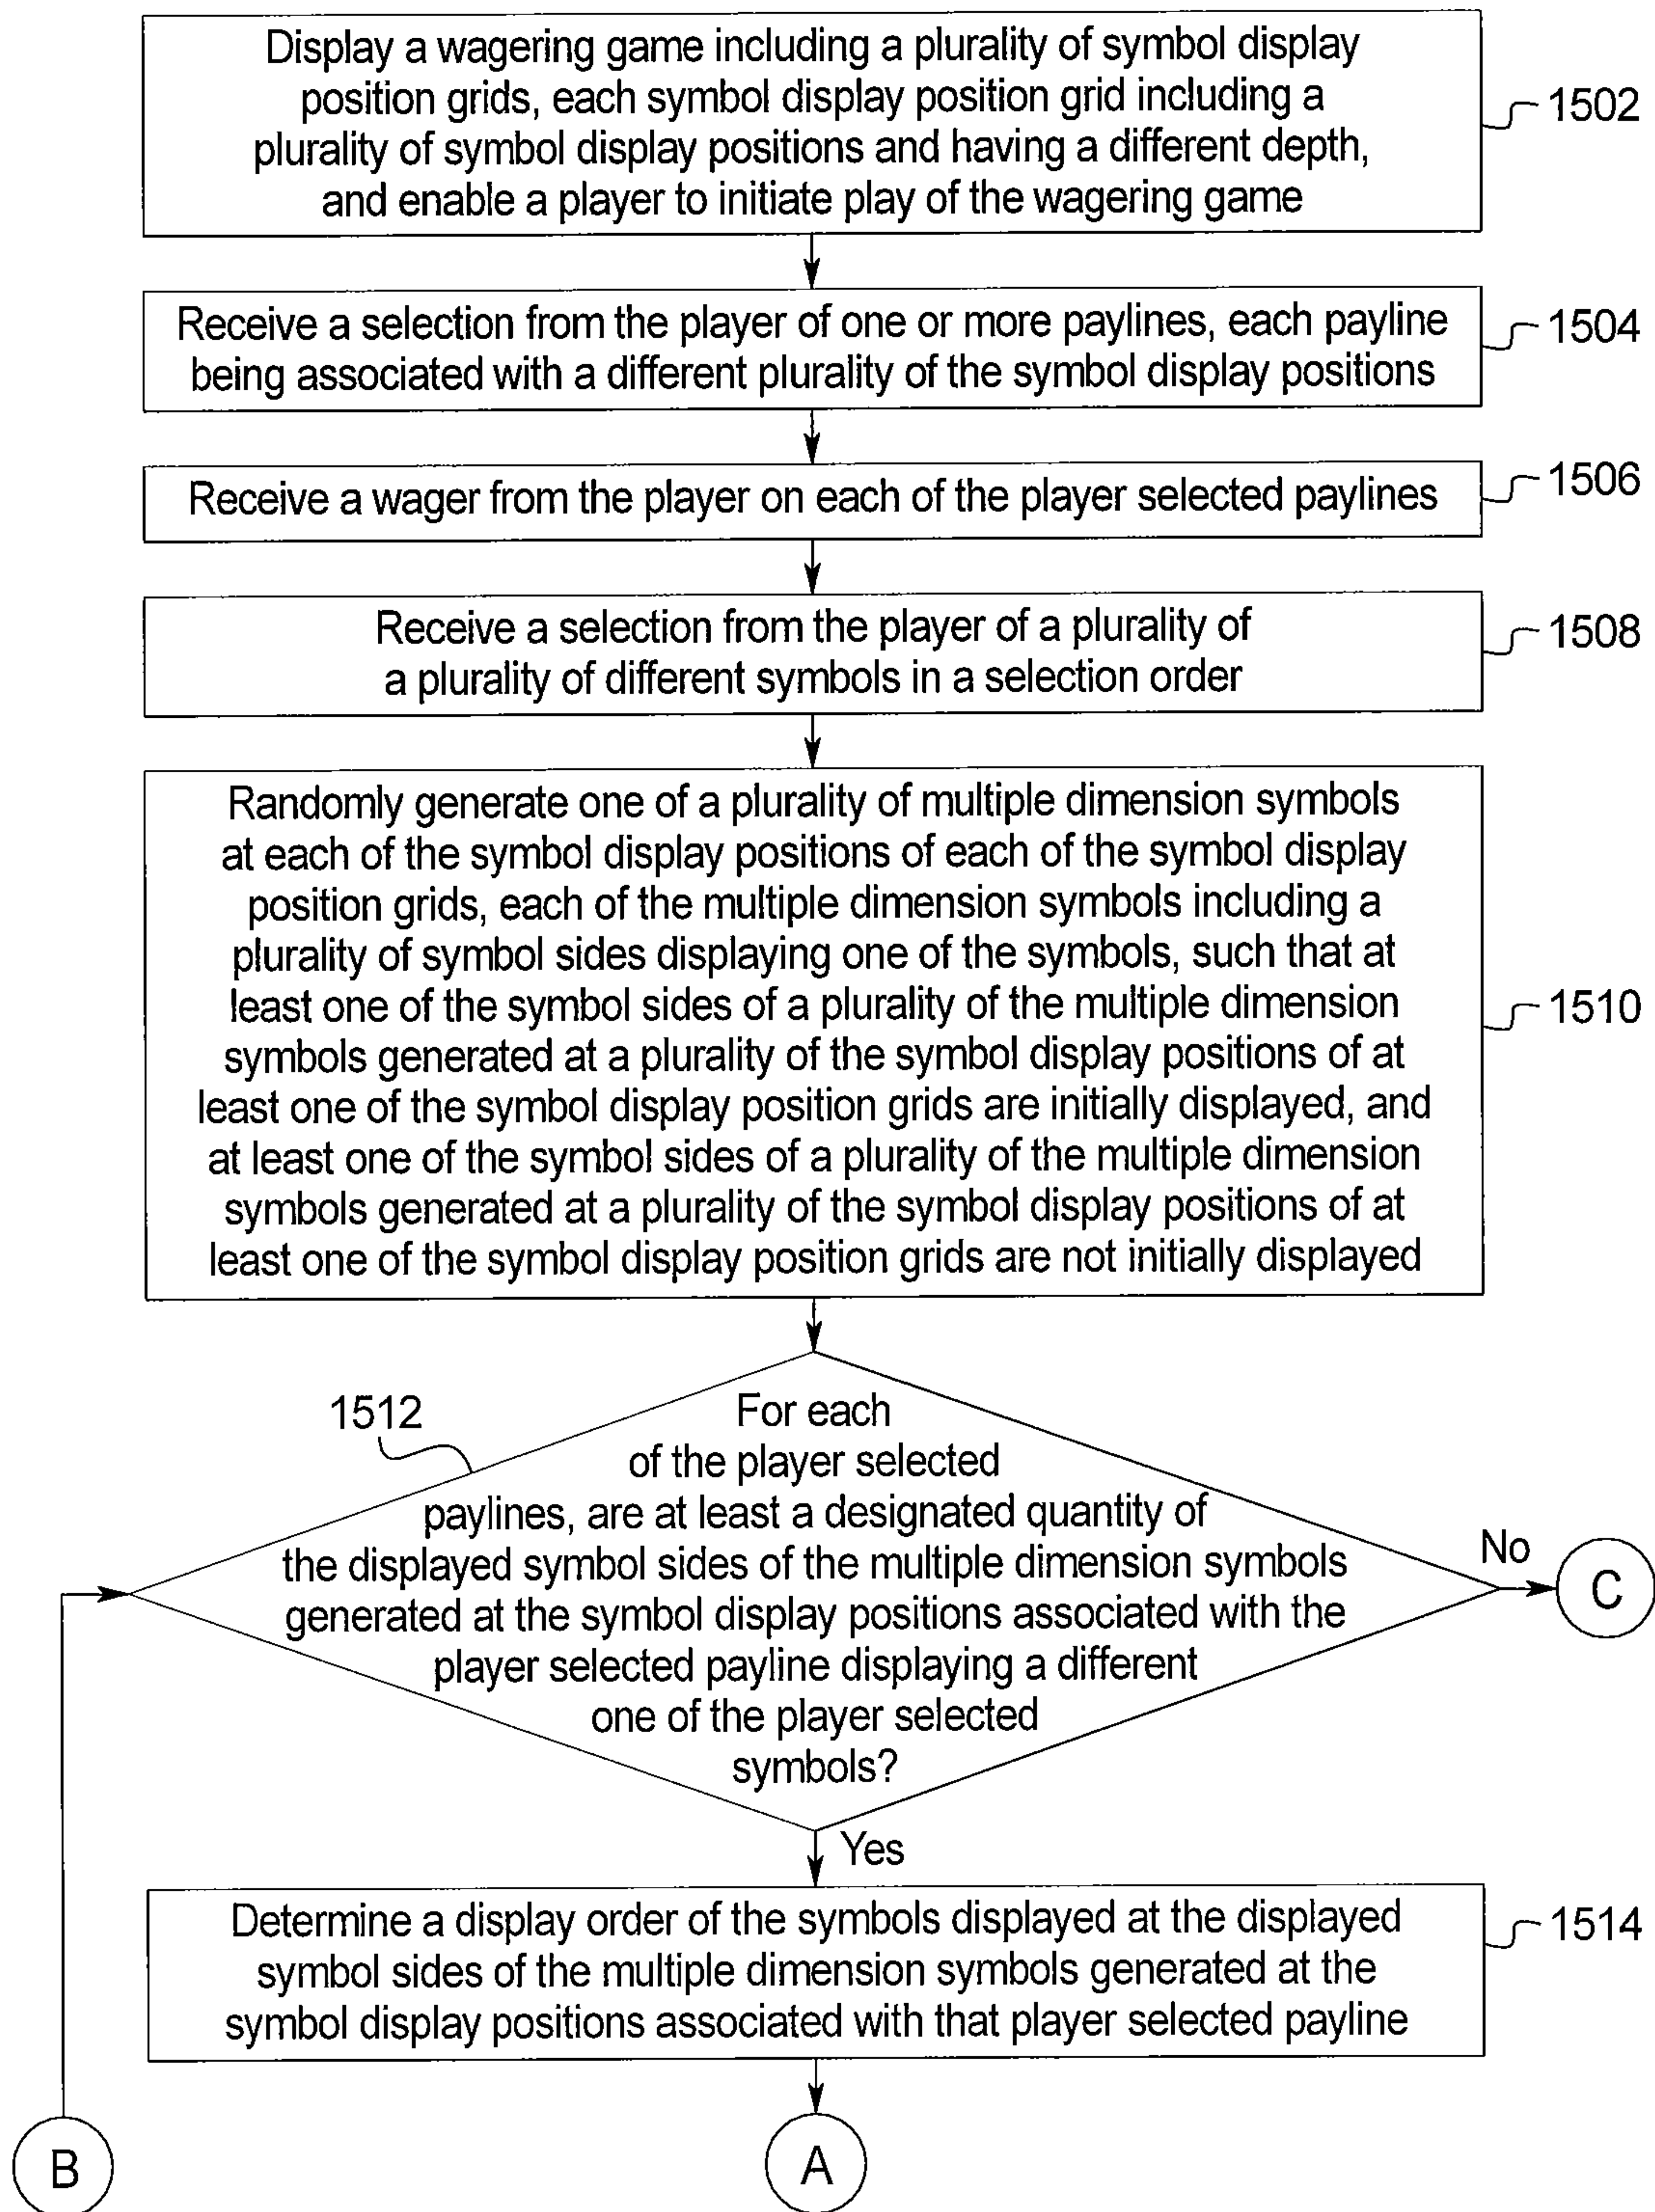 Display a wagering game including a plurality of symbol display
position grids, each symbol display position grid including a
plurality of symbol display positions and having a different depth,
and enable a player to initiate play of the wagering game
1502
Receive a selection from the player of one or more paylines, each payline
being associated with a different plurality of the symbol display positions
1504
Receive a wager from the player on each of the player selected paylines
1506
Receive a selection from the player of a plurality of
a plurality of different symbols in a selection order
1508
Randomly generate one of a plurality of multiple dimension symbols
at each of the symbol display positions of each of the symbol display
position grids, each of the multiple dimension symbols including a
plurality of symbol sides displaying one of the symbols, such that at
least one of the symbol sides of a plurality of the multiple dimension
symbols generated at a plurality of the symbol display positions of at
least one of the symbol display position grids are initially displayed, and
at least one of the symbol sides of a plurality of the multiple dimension
symbols generated at a plurality of the symbol display positions of at
least one of the symbol display position grids are not initially displayed
1510
1512
For each
of the player selected
paylines, are at least a designated quantity of
the displayed symbol sides of the multiple dimension symbols
generated at the symbol display positions associated with the
player selected payline displaying a different
one of the player selected
symbols?
No
C
Yes
Determine a display order of the symbols displayed at the displayed
symbol sides of the multiple dimension symbols generated at the
symbol display positions associated with that player selected payline
1514
B
A